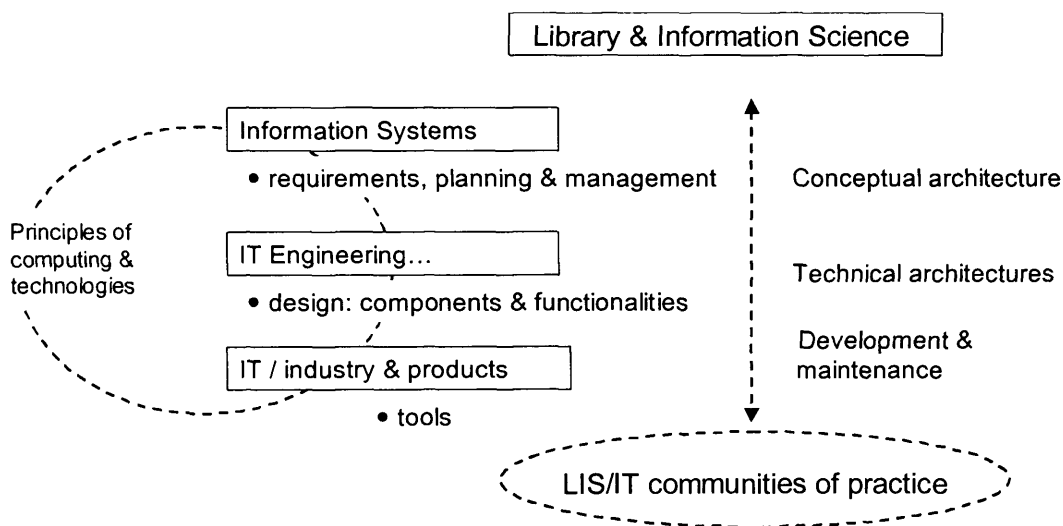 Library & Information Science
Information Systems
• requirements, planning & management
Conceptual architecture
Principles of
computing &
technologies
IT Engineering…
Technical architectures
• design: components & functionalities
Development &
maintenance
IT / industry & products
• tools
LIS/IT communities of practice